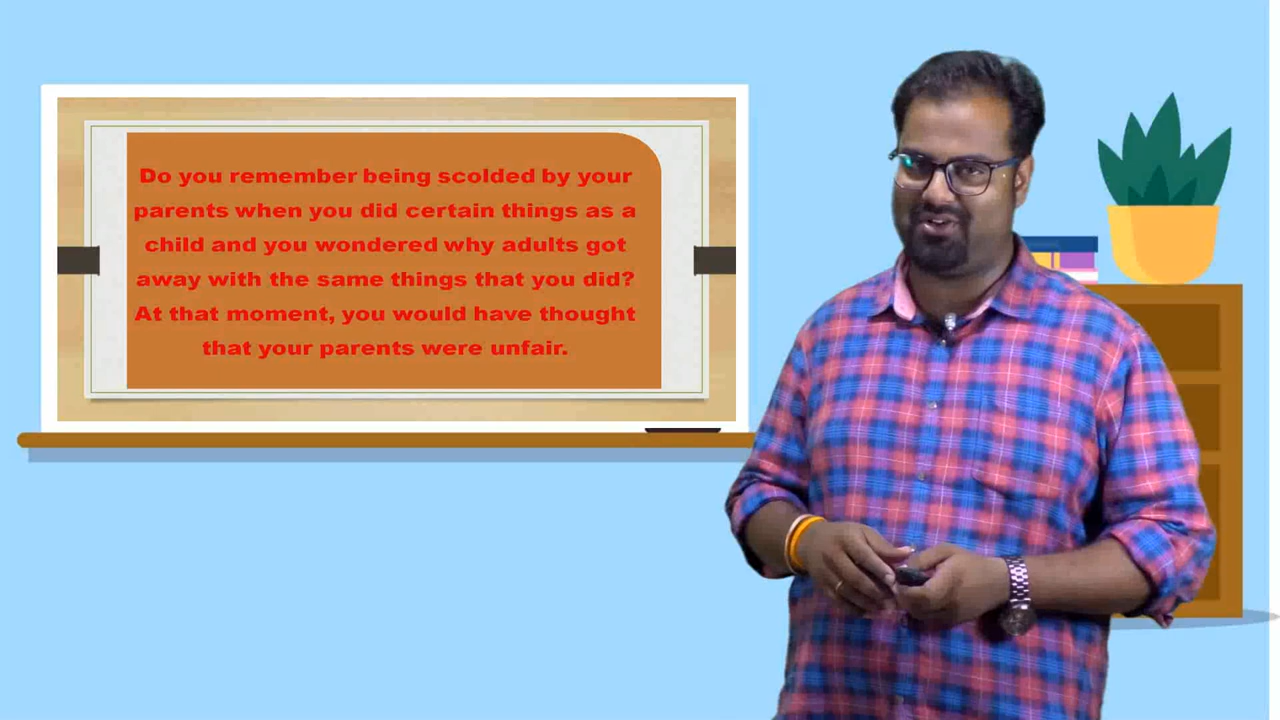 Do you remember being scolded by your
parents when you did certain things as a
child and you wondered why adults got
away with the same things that you did?
At that moment, you would have thought
that your parents were unfair.